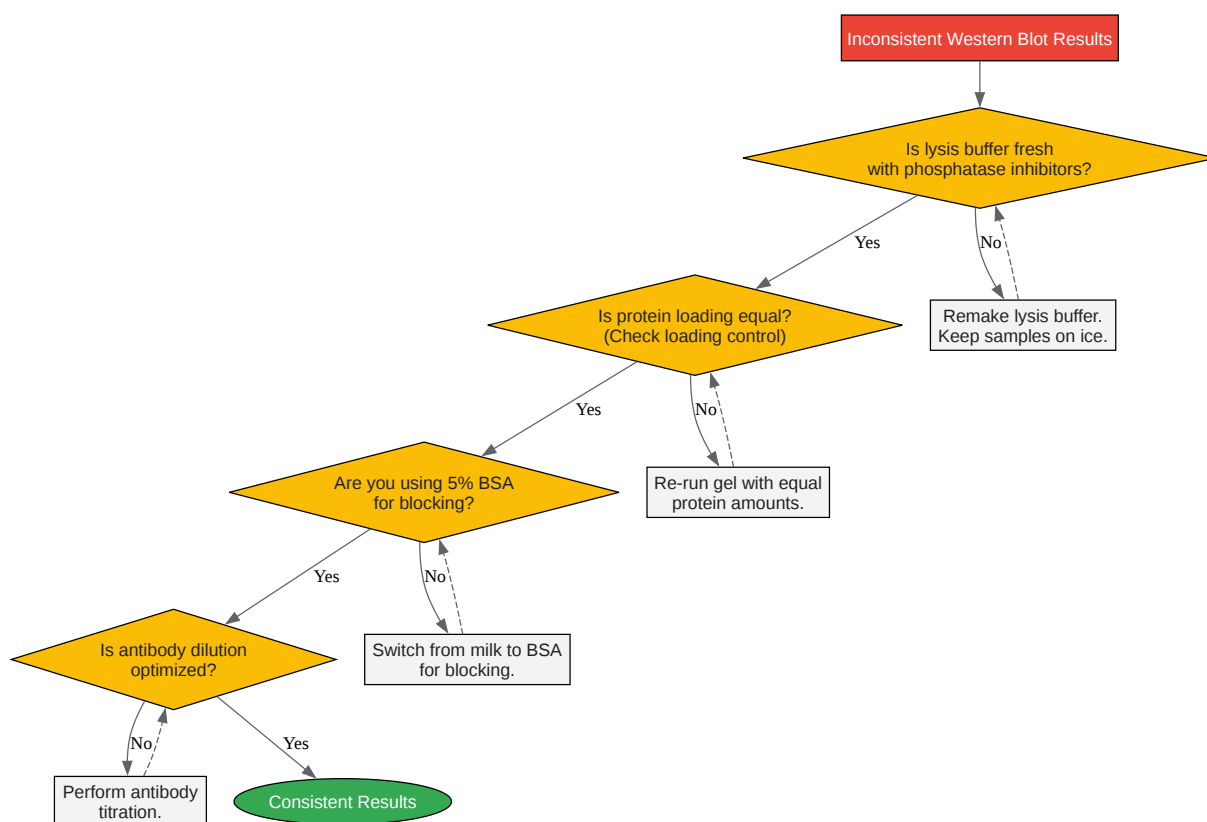 Inconsistent Western Blot Results
Is lysis buffer fresh
with phosphatase inhibitors?
Yes
No
Remake lysis buffer.
Keep samples on ice.
Is protein loading equal?
(Check loading control)
Yes
No
Re-run gel with equal
protein amounts.
Are you using 5% BSA
for blocking?
Yes
No
Switch from milk to BSA
for blocking.
Is antibody dilution
optimized?
No
Yes
Perform antibody
titration.
Consistent Results